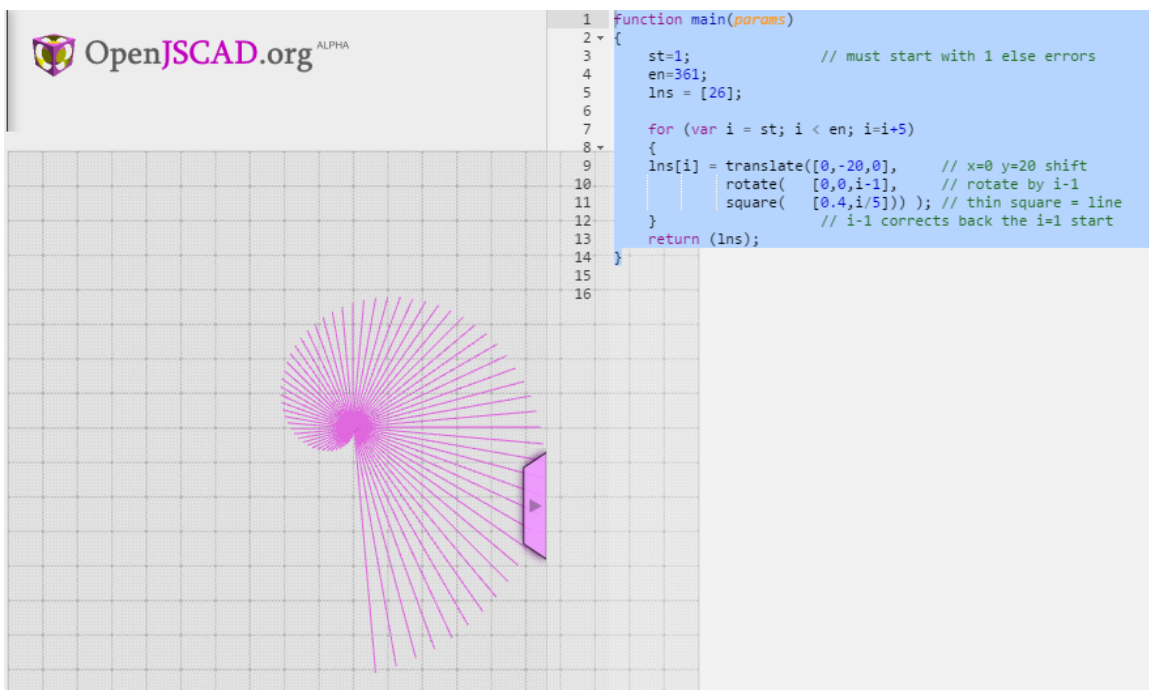 OpenJSCAD.org ALPHA
1 function main(params)
2 {
3 st=1; // must start with 1 else errors
4 en=361;
5 lns = [26];
6
7 for (var i = st; i < en; i=i+5)
8 {
9 lns[i] = translate([0,-20,0], // x=0 y=20 shift
10 rotate( [0,0,i-1], // rotate by i-1
11 square( [0.4,i/5])) ); // thin square = line
12 } // i-1 corrects back the i=1 start
13 return (lns);
14 }
15
16